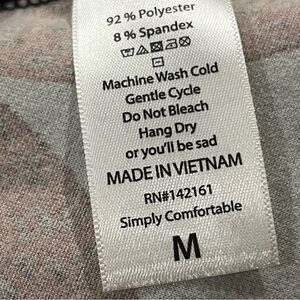 92 % Polyester
8 % Spandex
Machine Wash Cold
Gentle Cycle
Do Not Bleach
Hang Dry
or you'll be sad
MADE IN VIETNAM
RN#142161
Simply Comfortable
M